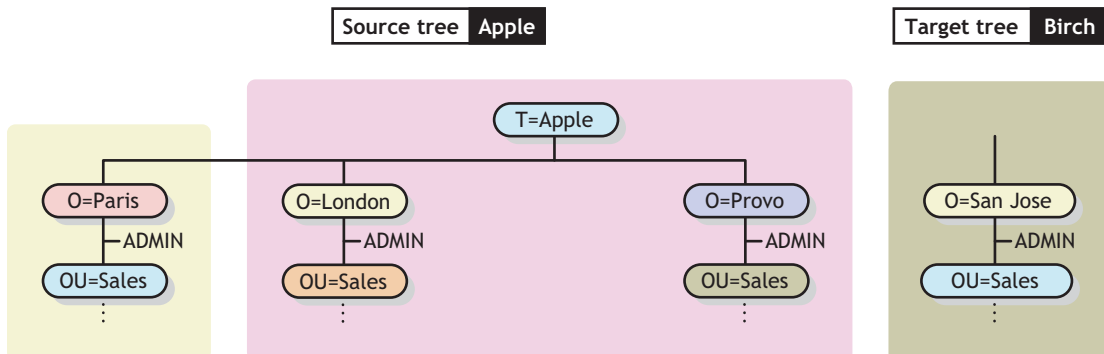 Source tree Apple
Target tree Birch
T=Apple
O=Paris
O=London
O=Provo
O=San Jose
ADMIN
ADMIN
ADMIN
ADMIN
OU=Sales
OU=Sales
OU=Sales
OU=Sales